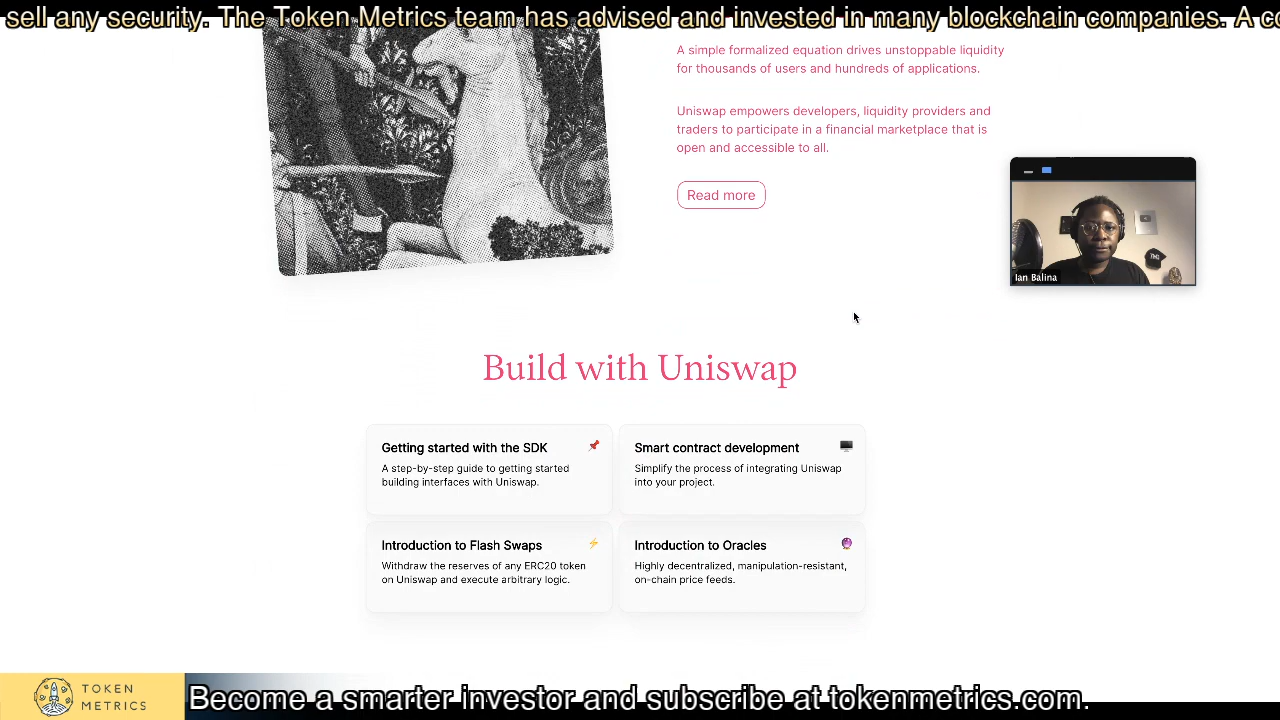 sell any security. The Token Metrics team has advised and invested in many blockchain companies. A co
A simple formalized equation drives unstoppable liquidity
for thousands of users and hundreds of applications.
Uniswap empowers developers, liquidity providers and
traders to participate in a financial marketplace that is
open and accessible to all.
Read more
Ian Balina
Build with Uniswap
Getting started with the SDK
A step-by-step guide to getting started
building interfaces with Uniswap.
Smart contract development
Simplify the process of integrating Uniswap
into your project.
Introduction to Flash Swaps
Withdraw the reserves of any ERC20 token
on Uniswap and execute arbitrary logic.
Introduction to Oracles
Highly decentralized, manipulation-resistant,
on-chain price feeds.
TOKEN
METRICS
Become a smarter investor and subscribe at tokenmetrics.com.